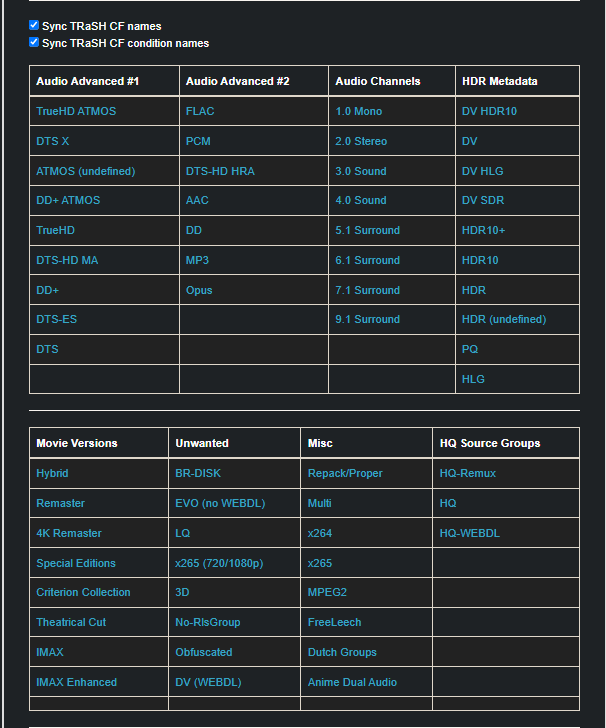 Sync TRaSH CF names
Sync TRaSH CF condition names
Audio Advanced #1 Audio Advanced #2 Audio Channels HDR Metadata
TrueHD ATMOS FLAC 1.0 Mono DV HDR10
DTS X PCM 2.0 Stereo DV
ATMOS (undefined) DTS-HD HRA 3.0 Sound DV HLG
DD+ ATMOS AAC 4.0 Sound DV SDR
TrueHD DD 5.1 Surround HDR10+
DTS-HD MA MP3 6.1 Surround HDR10
DD+ Opus 7.1 Surround HDR
DTS-ES 9.1 Surround HDR (undefined)
DTS PQ
HLG
Movie Versions Unwanted Misc HQ Source Groups
Hybrid BR-DISK Repack/Proper HQ-Remux
Remaster EVO (no WEBDL) Multi HQ
4K Remaster LQ x264 HQ-WEBDL
Special Editions x265 (720/1080p) x265
Criterion Collection 3D MPEG2
Theatrical Cut No-RlsGroup FreeLeech
IMAX Obfuscated Dutch Groups
IMAX Enhanced DV (WEBDL) Anime Dual Audio